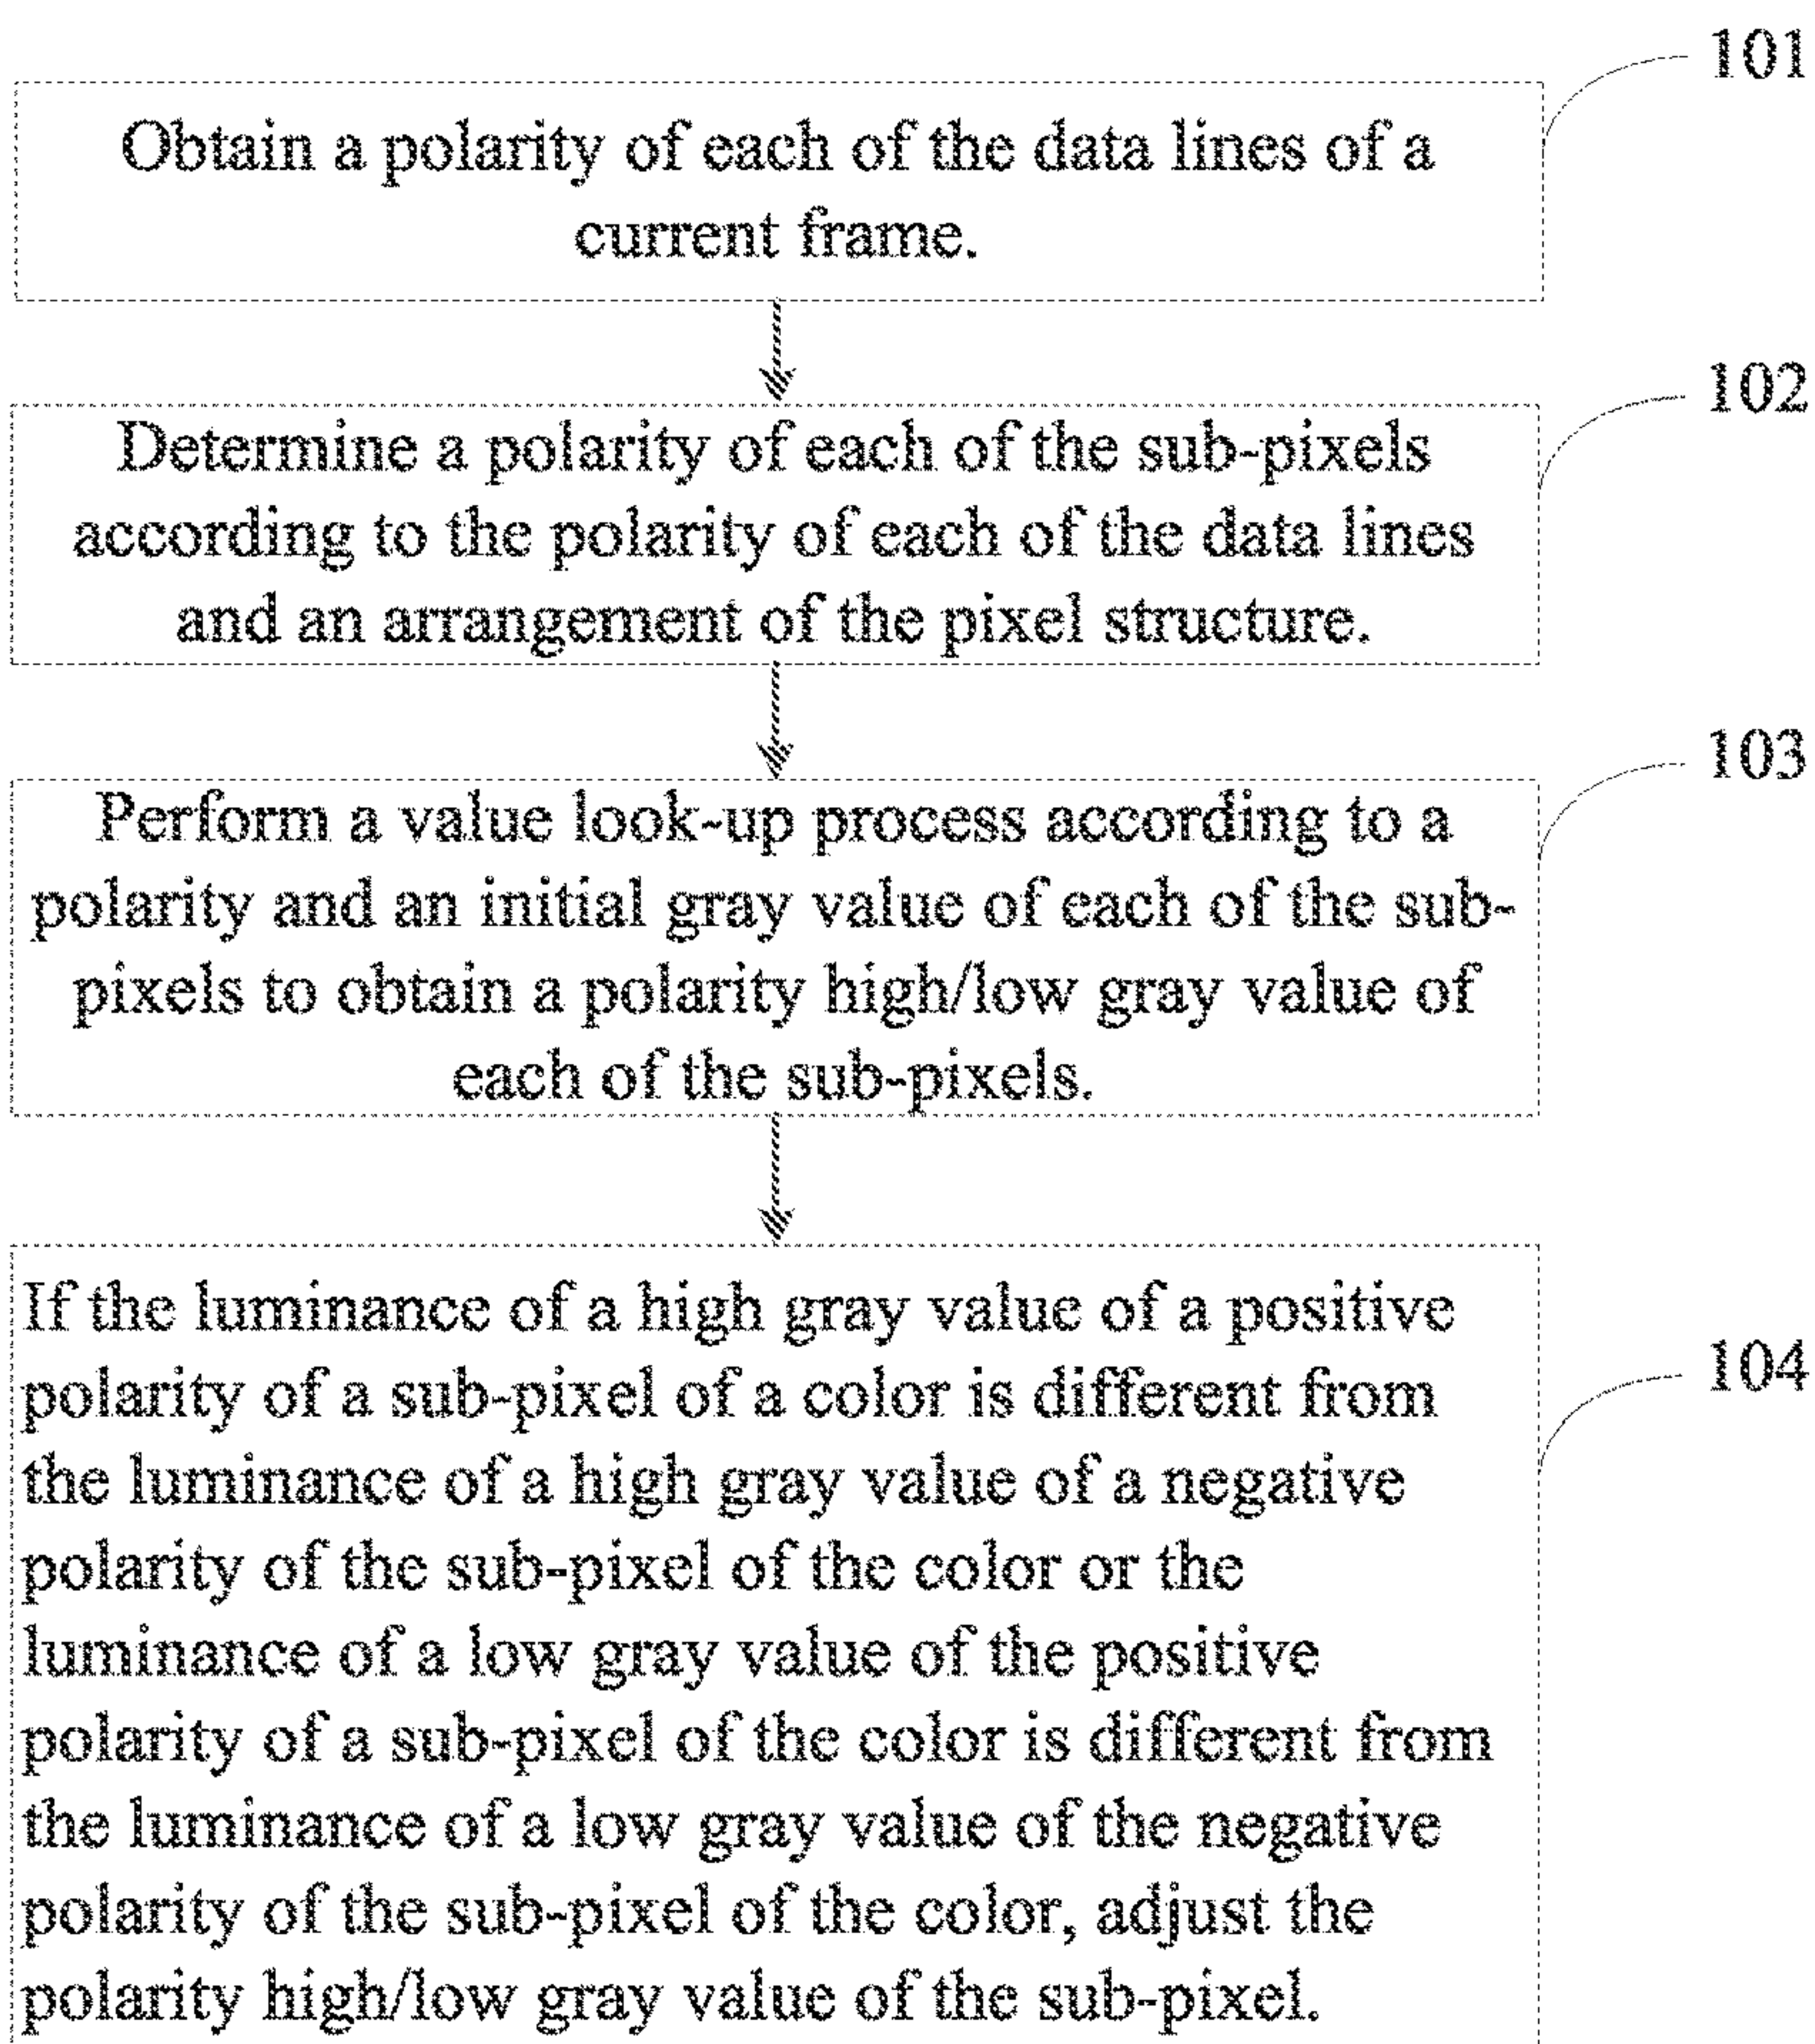 101
Obtain a polarity of each of the data lines of a
current frame.
102
Determine a polarity of each of the sub-pixels
according to the polarity of each of the data lines
and an arrangement of the pixel structure.
103
Perform a value look-up process according to a
polarity and an initial gray value of each of the sub-
pixels to obtain a polarity high/low gray value of
each of the sub-pixels.
104
If the luminance of a high gray value of a positive
polarity of a sub-pixel of a color is different from
the luminance of a high gray value of a negative
polarity of the sub-pixel of the color or the
luminance of a low gray value of the positive
polarity of a sub-pixel of the color is different from
the luminance of a low gray value of the negative
polarity of the sub-pixel of the color, adjust the
polarity high/low gray value of the sub-pixel.